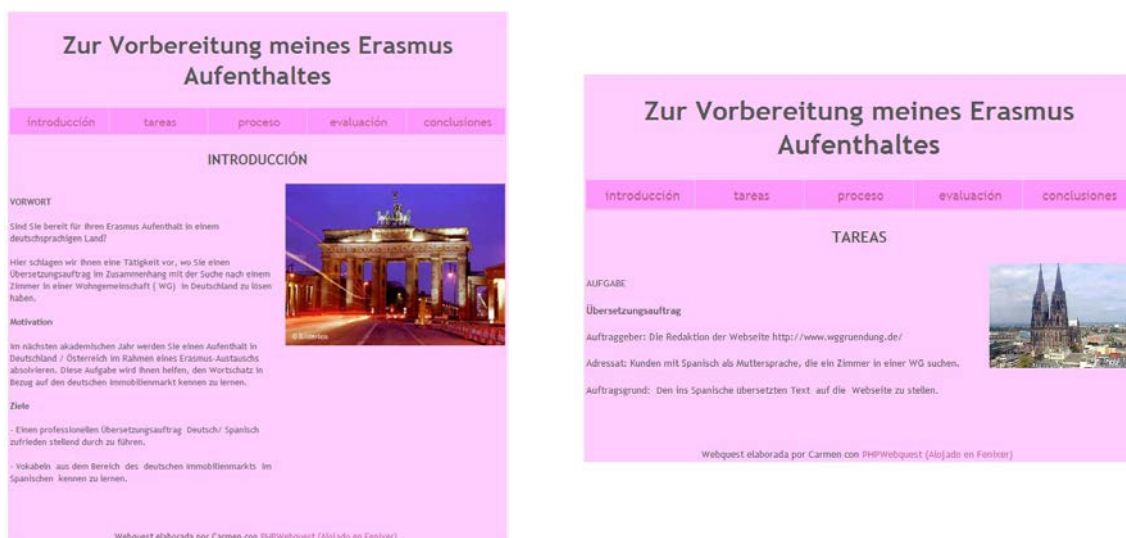 Zur Vorbereitung meines Erasmus
Aufenthaltes
introducción tareas proceso evaluación conclusiones
INTRODUCCIÓN
VORWORT
Sind Sie bereit für Ihren Erasmus Aufenthalt in einem
deutschsprachigen Land?
Hier schlagen wir Ihnen eine Tätigkeit vor, wo Sie einen
Übersetzungsauftrag im Zusammenhang mit der Suche nach einem
Zimmer in einer Wohngemeinschaft ( WG) in Deutschland zu lösen
haben.
Motivation
Im nächsten akademischen Jahr werden Sie einen Aufenthalt in
Deutschland / Österreich im Rahmen eines Erasmus-Austauschs
absolvieren. Diese Aufgabe wird Ihnen helfen, den Wortschatz in
Bezug auf den deutschen Immobilienmarkt kennen zu lernen.
Ziele
- Einen professionellen Übersetzungsauftrag Deutsch/ Spanisch
zufrieden stellend durch zu führen.
- Vokabeln aus dem Bereich des deutschen Immobilienmarkts im
Spanischen kennen zu lernen.
Webquest elaborada por Carmen con PHPWebquest (Alojado en Fenixer)
Zur Vorbereitung meines Erasmus
Aufenthaltes
introducción tareas proceso evaluación conclusiones
TAREAS
AUFGABE
Übersetzungsauftrag
Auftraggeber: Die Redaktion der Webseite http://www.wggruendung.de/
Adressat: Kunden mit Spanisch als Muttersprache, die ein Zimmer in einer WG suchen.
Auftragsgrund: Den ins Spanische übersetzten Text auf die Webseite zu stellen.
Webquest elaborada por Carmen con PHPWebquest (Alojado en Fenixer)